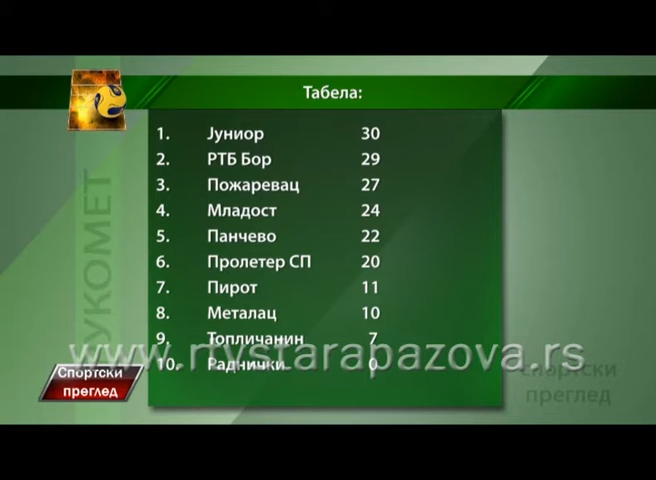 Табела:
1. Јуниор 30
2. РТБ Бор 29
3. Пожаревац 27
4. Младост 24
5. Панчево 22
6. Пролетер СП 20
7. Пирот 11
8. Металац 10
9. Топличанин 7
www.rtvstarapazova.rs
10. Раднички 0
Спортски
преглед
спортски
преглед
РУКОМЕТ